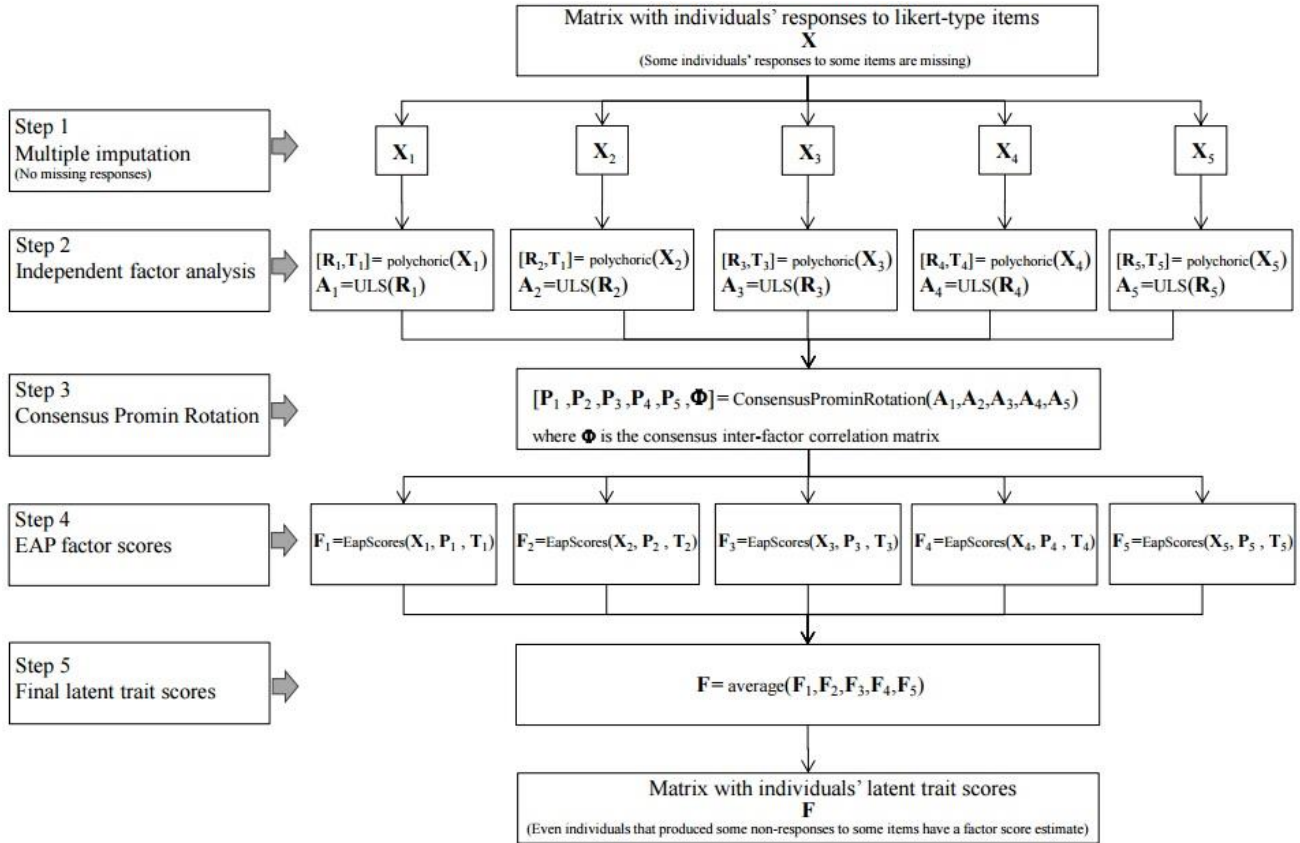 Matrix with individuals' responses to likert-type items
X
(Some individuals' responses to some items are missing)
Step 1
Multiple imputation
(No missing responses)
X₁
X₂
X₃
X₄
X₅
Step 2
Independent factor analysis
[R₁,T₁]= polychoric(X₁)
A₁=ULS(R₁)
[R₂,T₁]= polychoric(X₂)
A₂=ULS(R₂)
[R₃,T₃]= polychoric(X₃)
A₃=ULS(R₃)
[R₄,T₄]= polychoric(X₄)
A₄=ULS(R₄)
[R₅,T₅]= polychoric(X₅)
A₅=ULS(R₅)
Step 3
Consensus Promin Rotation
[P₁ ,P₂ ,P₃ ,P₄ ,P₅ ,Φ]= ConsensusProminRotation(A₁,A₂,A₃,A₄,A₅)
where Φ is the consensus inter-factor correlation matrix
Step 4
EAP factor scores
F₁=EapScores(X₁, P₁ , T₁)
F₂=EapScores(X₂, P₂ , T₂)
F₃=EapScores(X₃, P₃ , T₃)
F₄=EapScores(X₄, P₄ , T₄)
F₅=EapScores(X₅, P₅ , T₅)
Step 5
Final latent trait scores
F= average(F₁,F₂,F₃,F₄,F₅)
Matrix with individuals' latent trait scores
F
(Even individuals that produced some non-responses to some items have a factor score estimate)